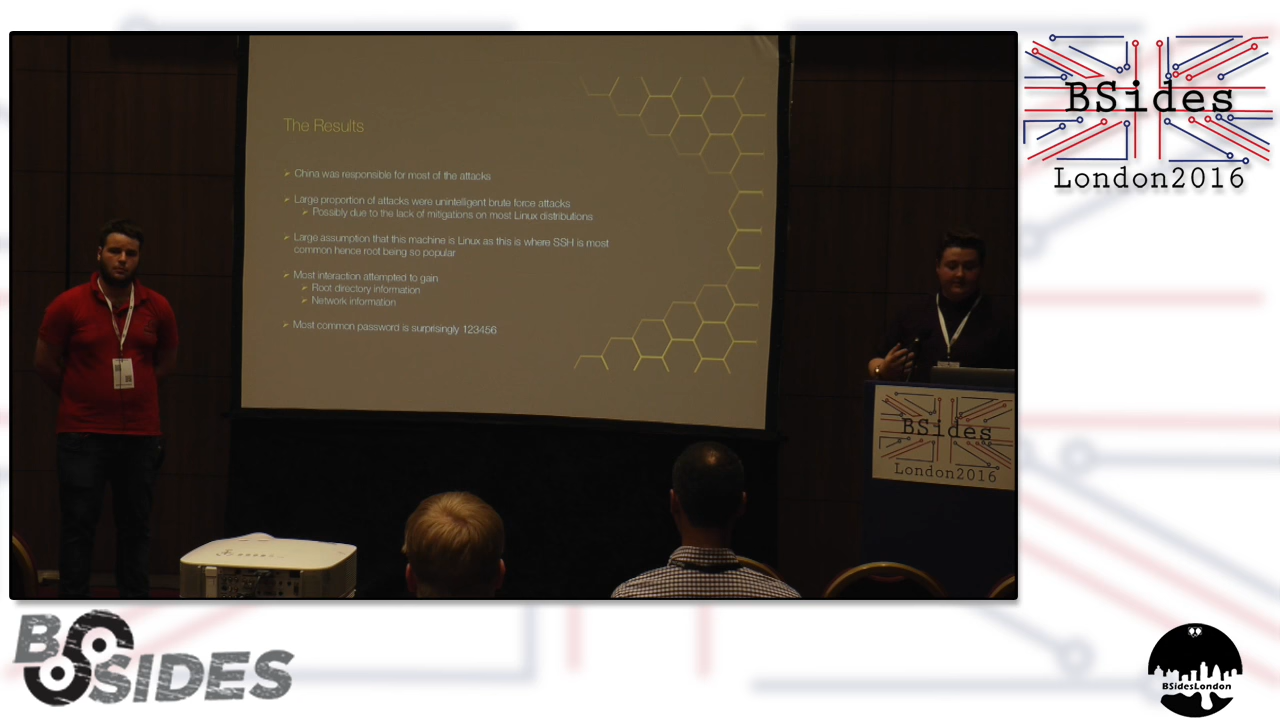 The Results
China was responsible for most of the attacks
Large proportion of attacks were unintelligent brute force attacks
Possibly due to the lack of mitigations on most Linux distributions
Large assumption that this machine is Linux as this is where SSH is most
common hence root being so popular
Most interaction attempted to gain
Root directory information
Network information
Most common password is surprisingly 123456
BSides
London2016
BSides
London2016
BSIDES
BSidesLondon